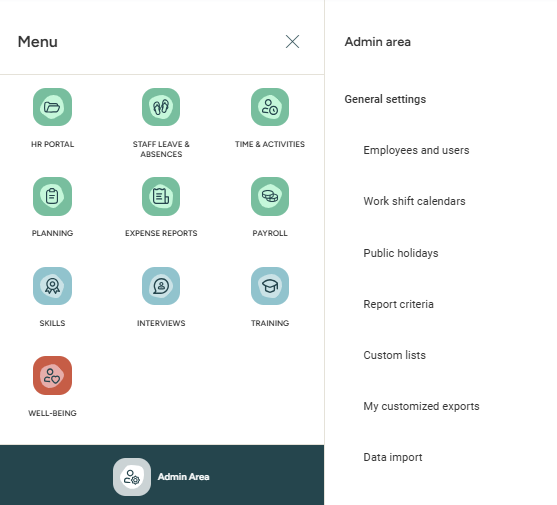 Menu
HR PORTAL
STAFF LEAVE &
ABSENCES
TIME & ACTIVITIES
PLANNING
EXPENSE REPORTS
PAYROLL
SKILLS
INTERVIEWS
TRAINING
WELL-BEING
Admin Area
Admin area
General settings
Employees and users
Work shift calendars
Public holidays
Report criteria
Custom lists
My customized exports
Data import